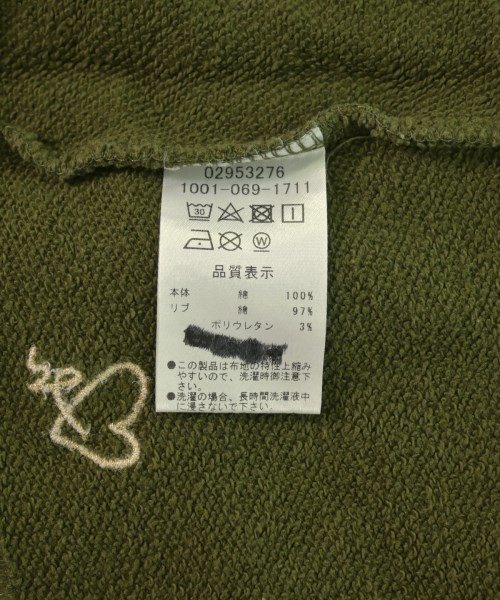 02953276
1001-069-1711
30
W
品質表示
本体 綿 100%
リブ 綿 97%
ポリウレタン 3%
●この製品は布地の特性上縮み
やすいので、洗濯時御注意下
さい。
●洗濯の場合、長時間洗濯液中
に浸さないで下さい。